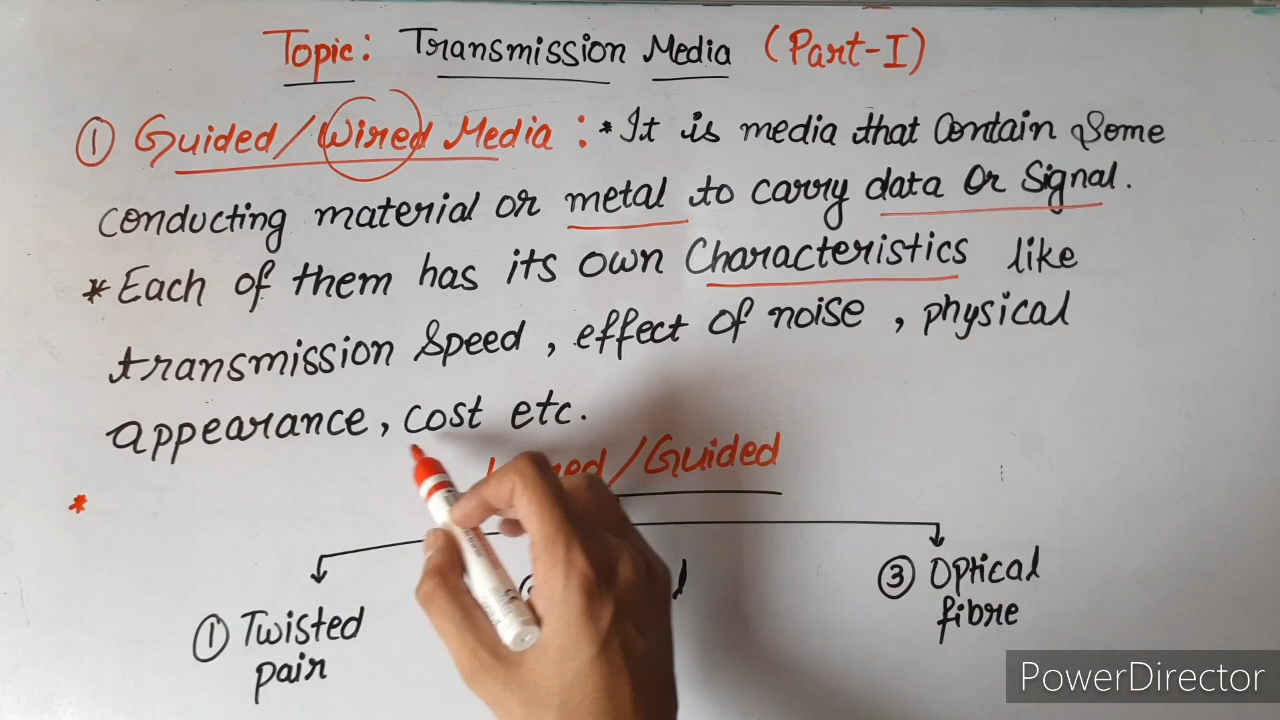 Topic: Transmission Media (Part-I)
① Guided/Wired Media : * It is media that Contain Some
conducting material or metal to carry data Or Signal.
* Each of them has its own Characteristics like
transmission Speed, effect of noise, physical
appearance, cost etc.
/Guided
*
① Twisted
pair
③ Optical
fibre
PowerDirector